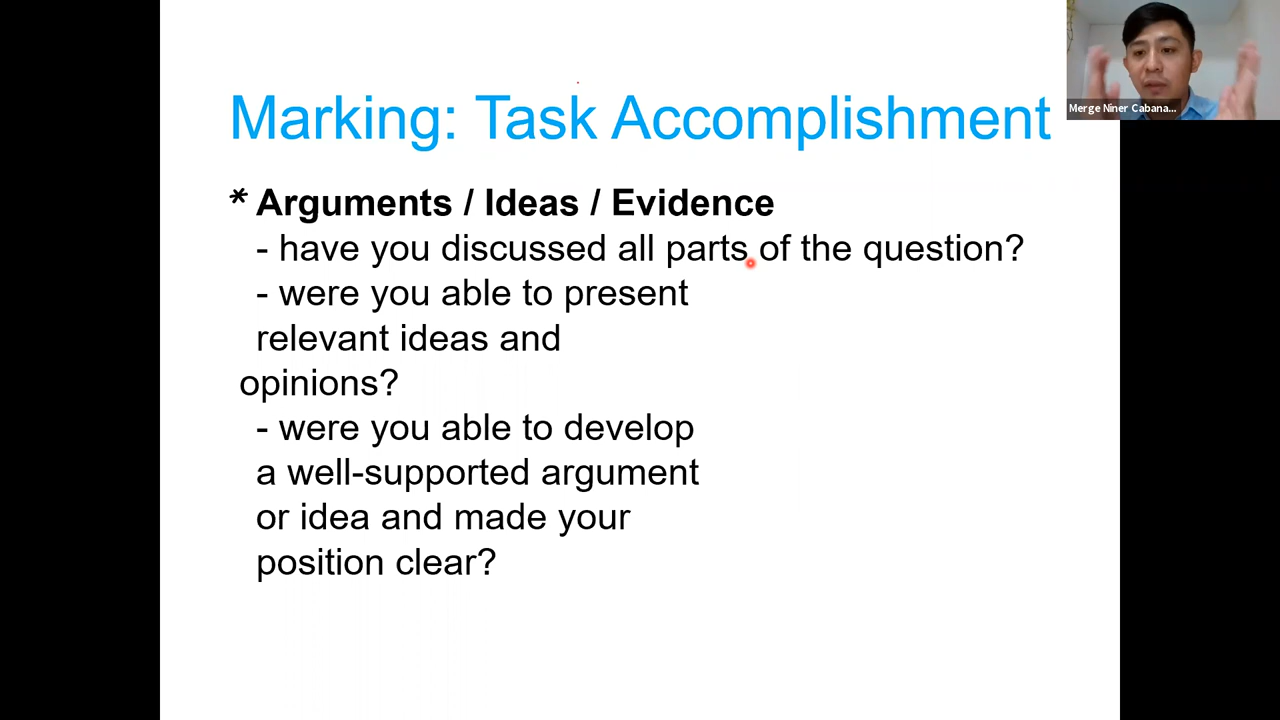 Marking: Task Accomplishment
* Arguments / Ideas / Evidence
- have you discussed all parts of the question?
- were you able to present
relevant ideas and
opinions?
- were you able to develop
a well-supported argument
or idea and made your
position clear?
Merge Niner Cabana...